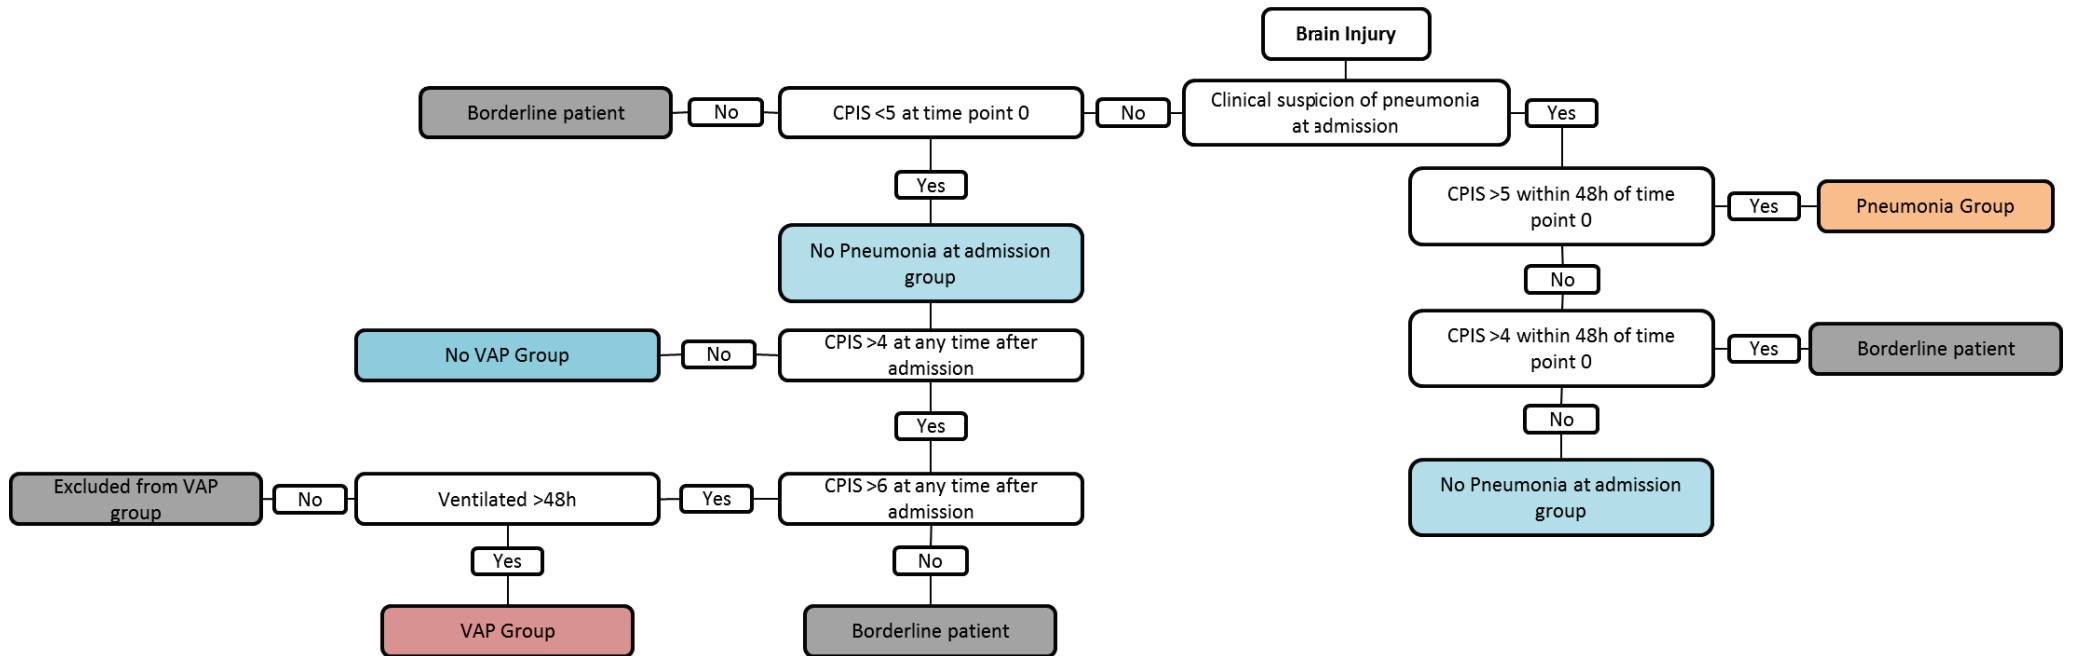 Brain Injury
Clinical suspicion of pneumonia
at admission
No
Yes
CPIS <5 at time point 0
No
Borderline patient
Yes
No Pneumonia at admission
group
CPIS >4 at any time after
admission
No
No VAP Group
Yes
CPIS >6 at any time after
admission
Yes
Ventilated >48h
No
Excluded from VAP
group
Yes
VAP Group
No
Borderline patient
CPIS >5 within 48h of time
point 0
Yes
Pneumonia Group
No
CPIS >4 within 48h of time
point 0
Yes
Borderline patient
No
No Pneumonia at admission
group